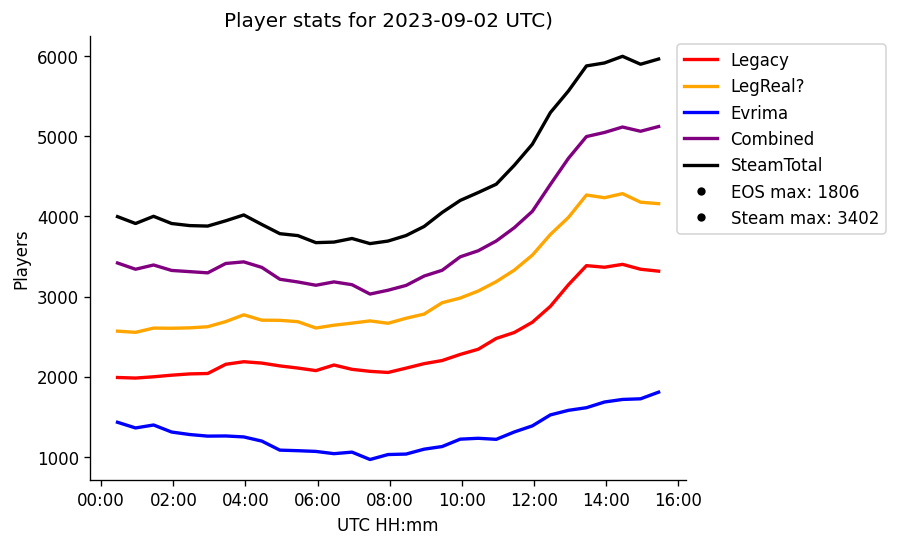 Player stats for 2023-09-02 UTC)
6000
5000
4000
3000
2000
1000
Players
00:00 02:00 04:00 06:00 08:00 10:00 12:00 14:00 16:00
UTC HH:mm
Legacy
LegReal?
Evrima
Combined
SteamTotal
EOS max: 1806
Steam max: 3402